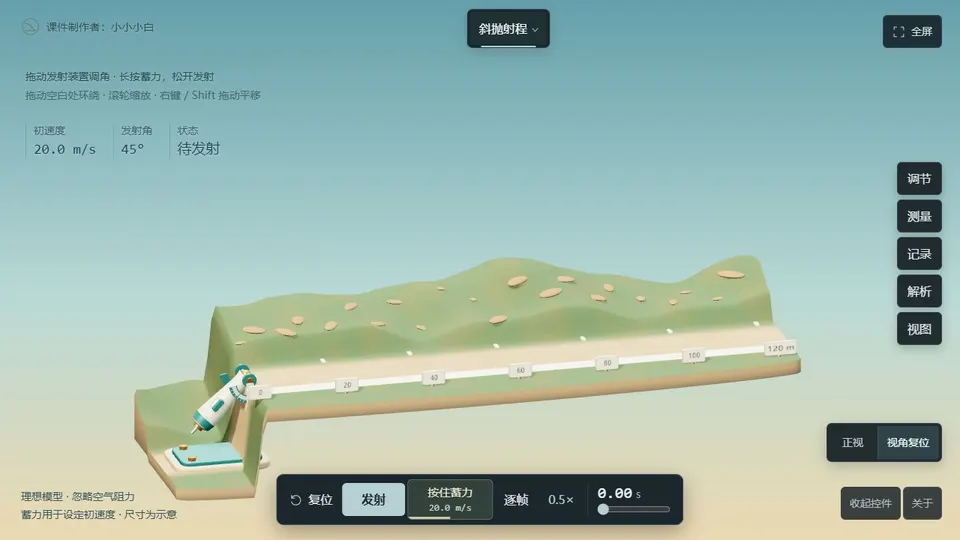 课件制作者：小小小白
斜抛射程
全屏
拖动发射装置调角 · 长按蓄力，松开发射
拖动空白处环绕 · 滚轮缩放 · 右键 / Shift 拖动平移
初速度 发射角 状态
20.0 m/s 45° 待发射
调节
测量
记录
解析
视图
0 20 40 60 80 100 120 m
正视 视角复位
理想模型 · 忽略空气阻力
蓄力用于设定初速度 · 尺寸为示意
复位 发射 按住蓄力 20.0 m/s 逐帧 0.5× 0.00 s
收起控件 关于